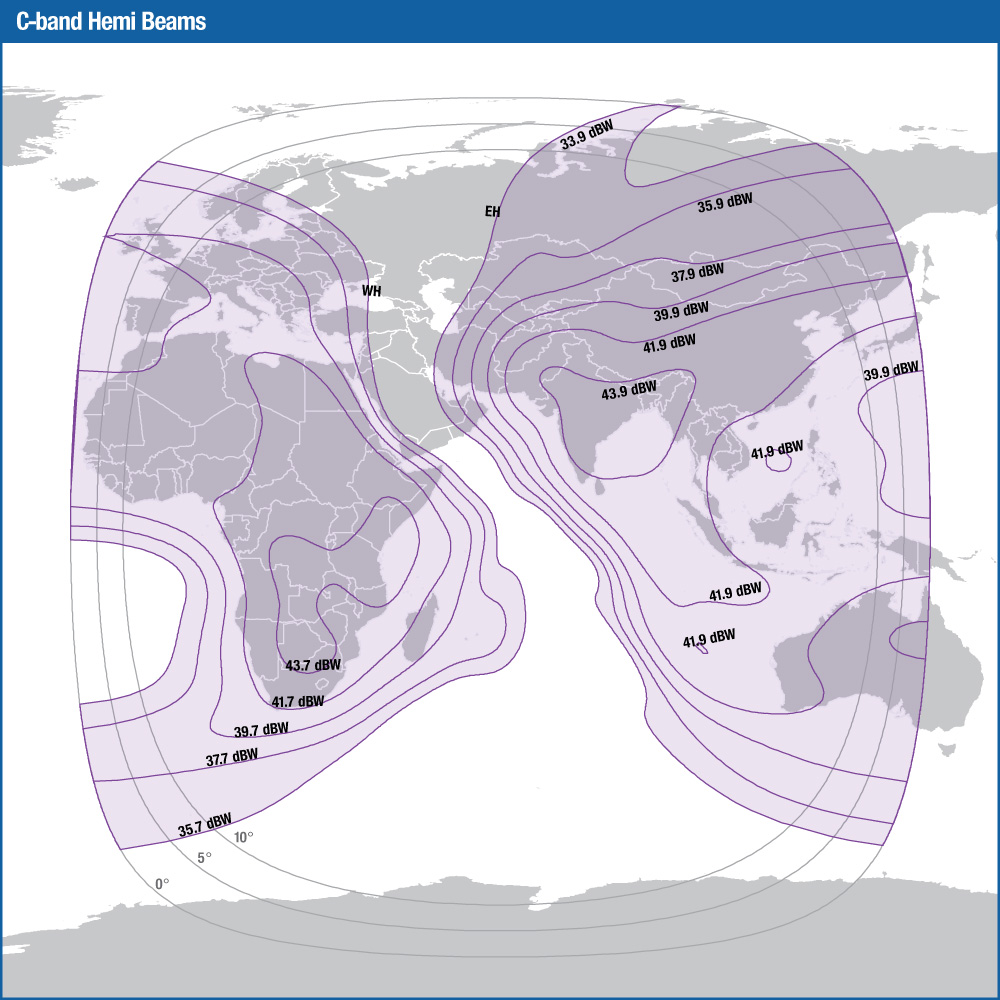 C-band Hemi Beams
33.9 dBW
35.9 dBW
EH
37.9 dBW
WH
39.9 dBW
41.9 dBW
39.9 dBW
43.9 dBW
41.9 dBW
41.9 dBW
41.9 dBW
43.7 dBW
41.7 dBW
39.7 dBW
37.7 dBW
35.7 dBW
10°
5°
0°